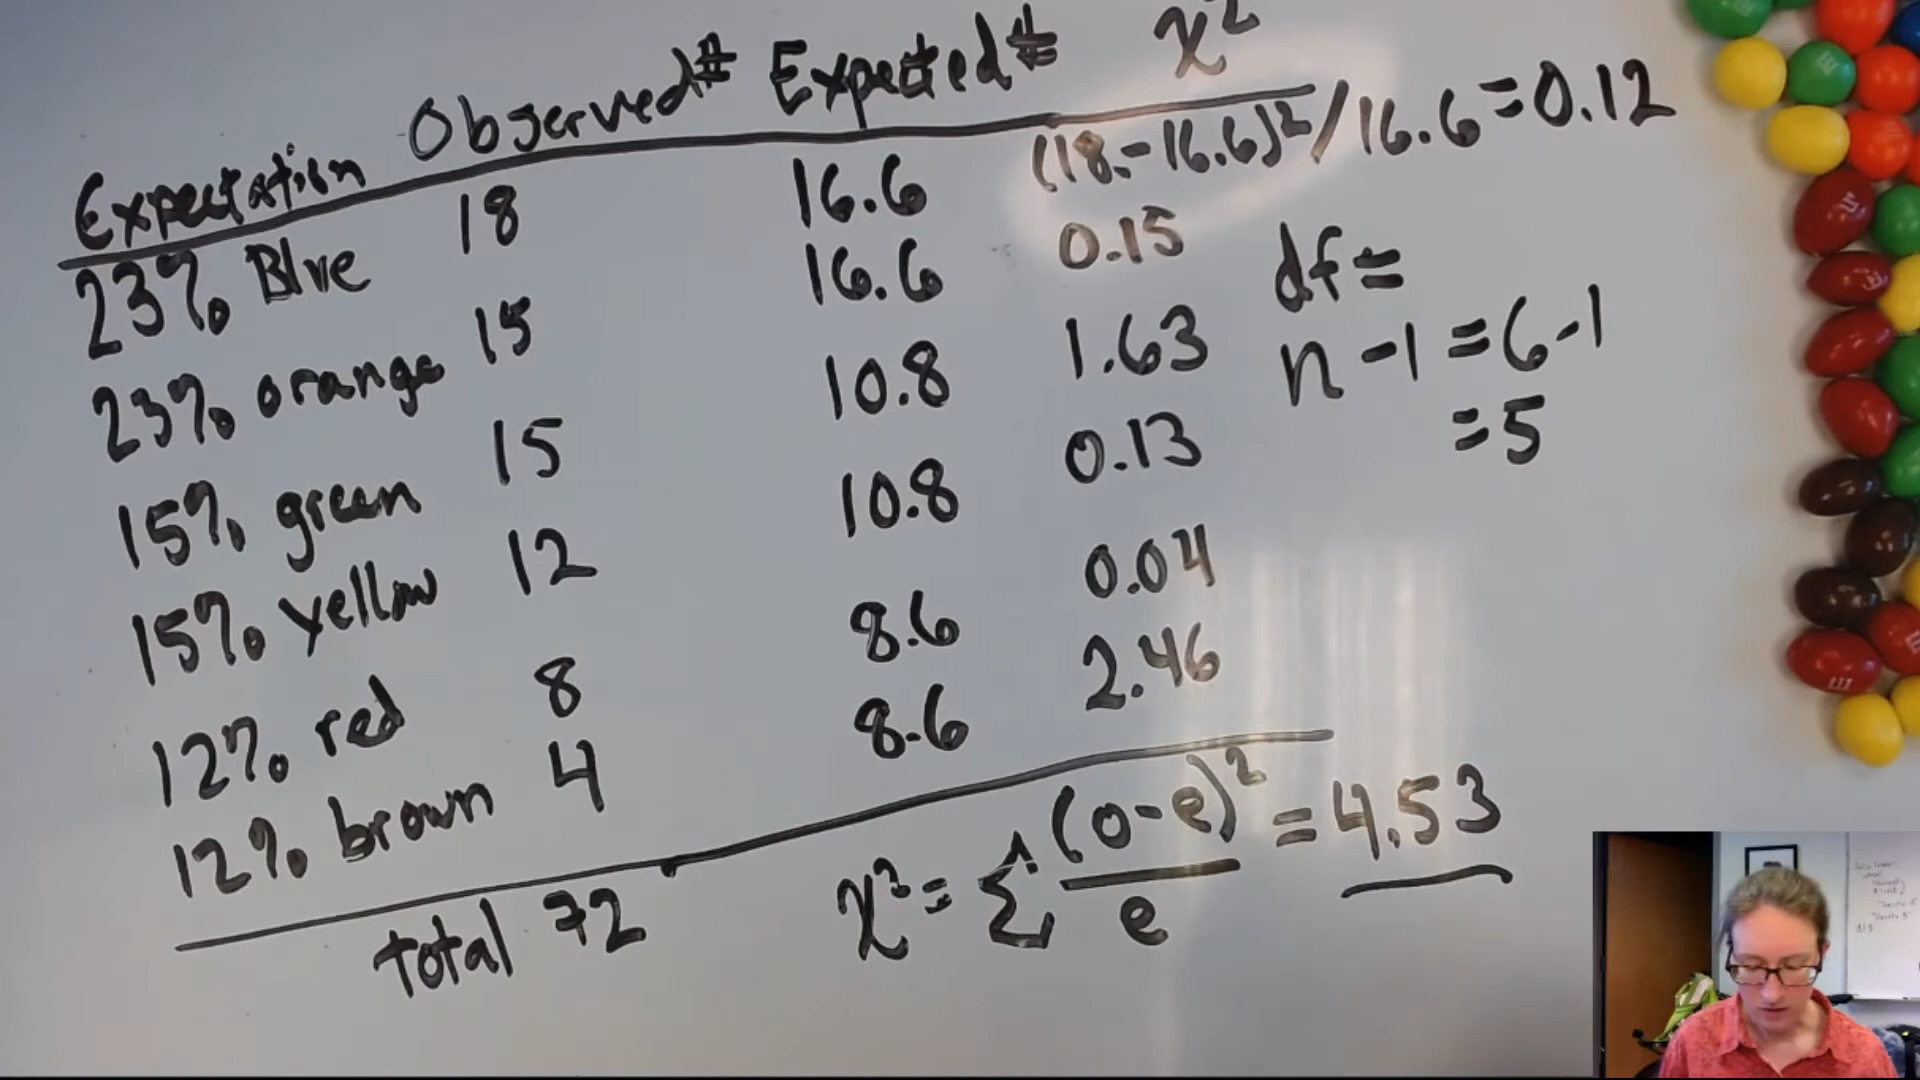 Expectation Observed# Expected# χ²
23% Blue 18 16.6 (18-16.6)²/16.6=0.12
23% orange 15 16.6 0.15
15% green 15 10.8 1.63
15% yellow 12 10.8 0.13
12% red 8 8.6 0.04
12% brown 4 8.6 2.46
df=
n-1=6-1
=5
total 72
χ²=Σ(o-e)²/e=4.53